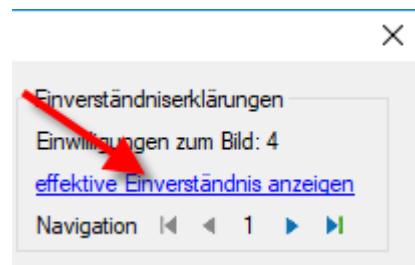 Einverständniserklärungen
Einwilligungen zum Bild: 4
effektive Einverständnis anzeigen
Navigation 1